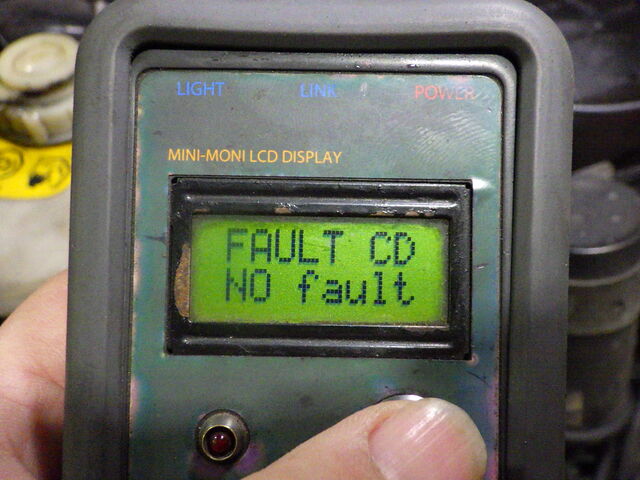 LIGHT LINK POWER
MINI-MONI LCD DISPLAY
FAULT CD
NO fault